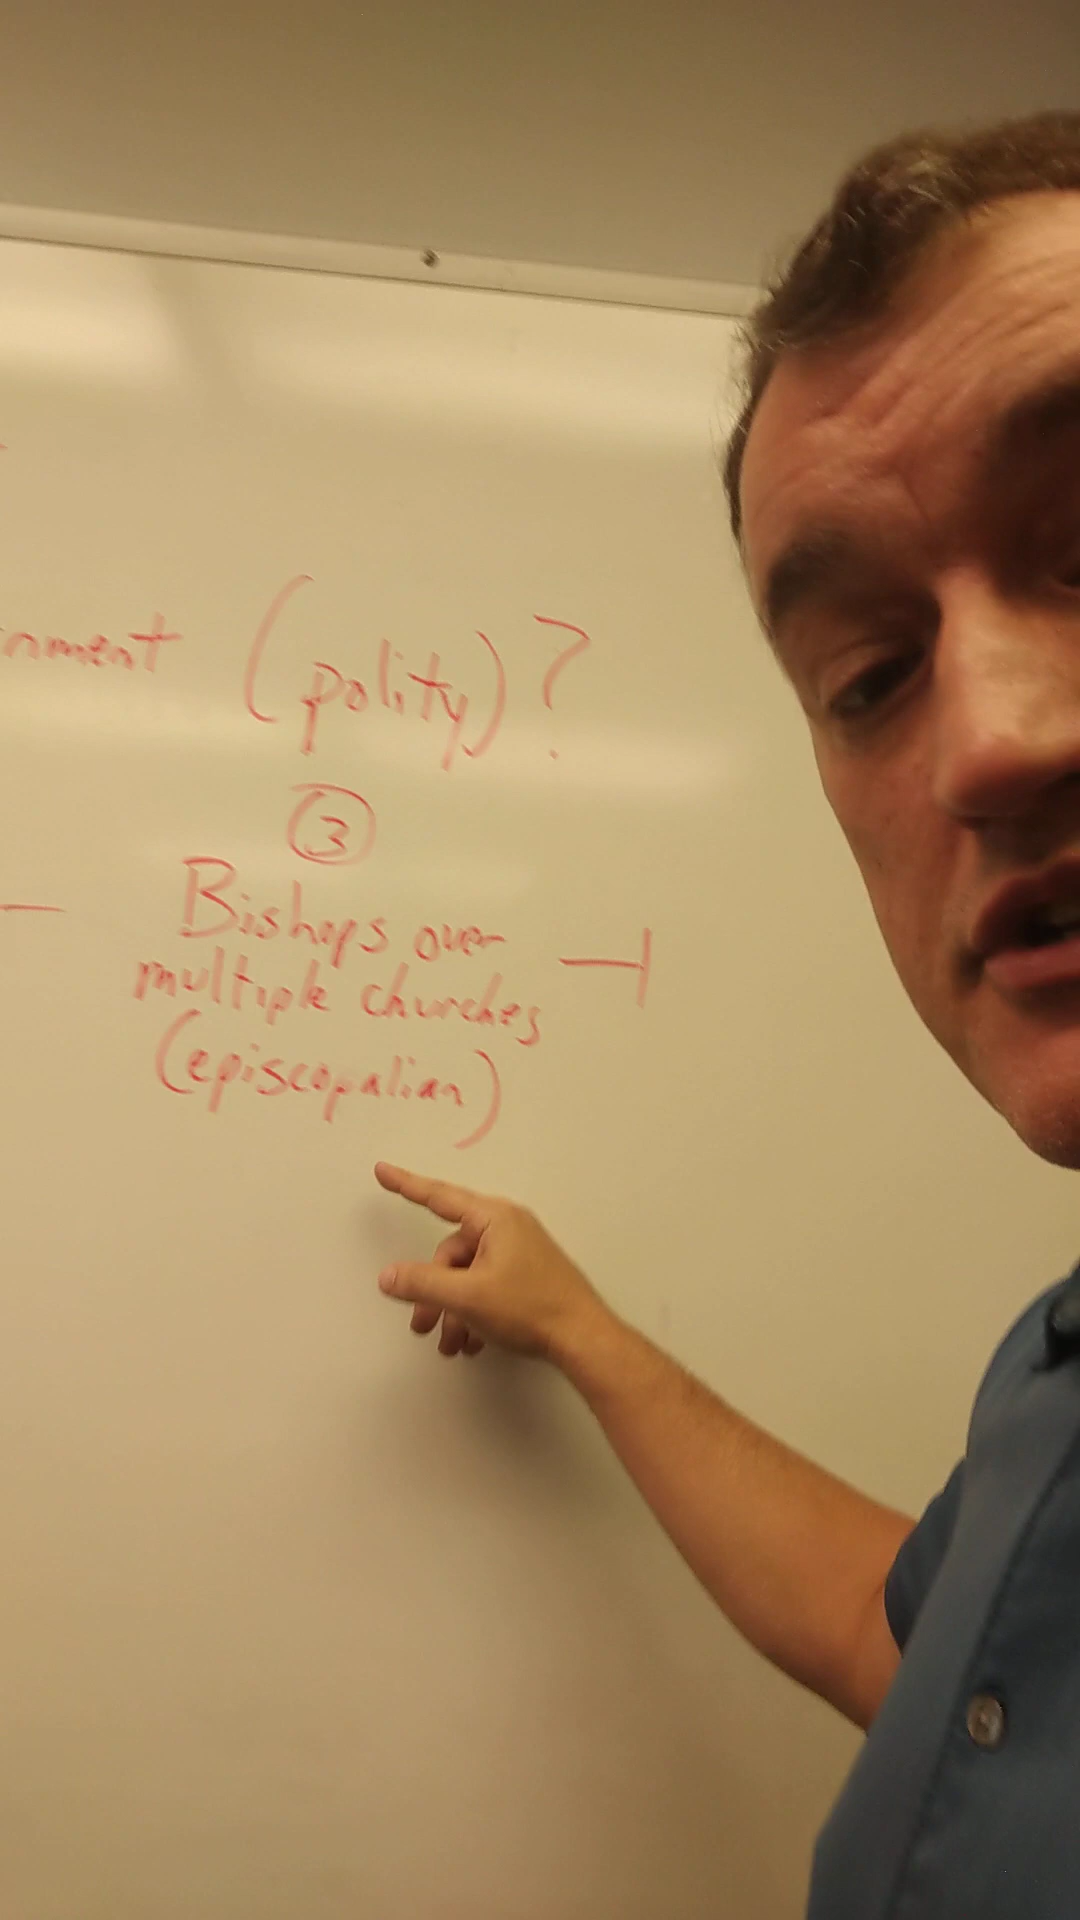 nment (polity)?
3
Bishops over
multiple churches
(episcopalian)